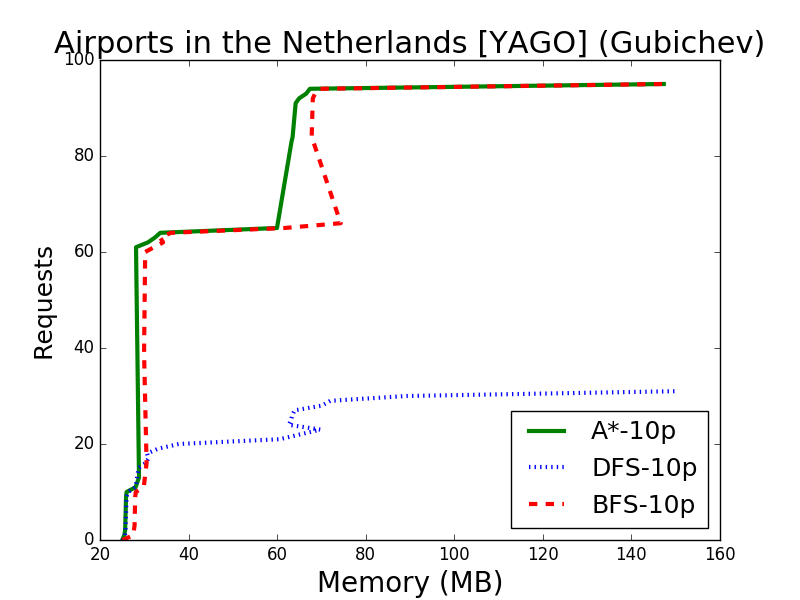 Airports in the Netherlands [YAGO] (Gubichev)
100
80
60
40
20
0
Requests
A*-10p
DFS-10p
BFS-10p
20 40 60 80 100 120 140 160
Memory (MB)